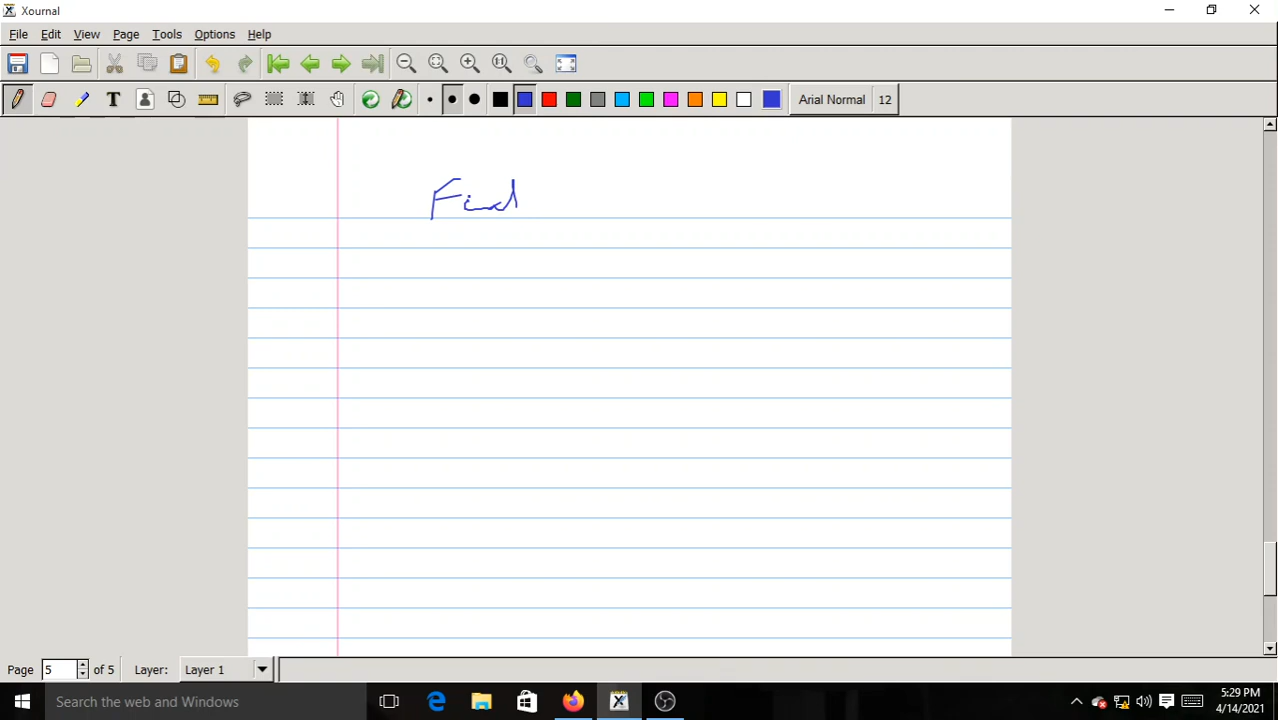 Xournal
File Edit View Page Tools Options Help
T Arial Normal 12
Find
Page 5 of 5 Layer: Layer 1
Search the web and Windows
5:29 PM
4/14/2021